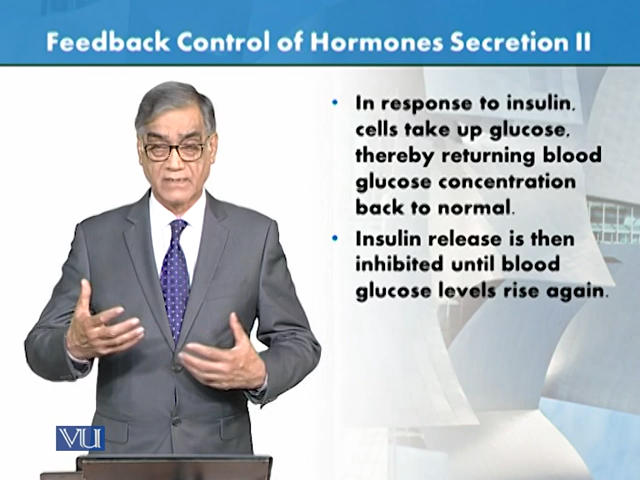 Feedback Control of Hormones Secretion II
• In response to insulin,
cells take up glucose,
thereby returning blood
glucose concentration
back to normal.
• Insulin release is then
inhibited until blood
glucose levels rise again.
VU